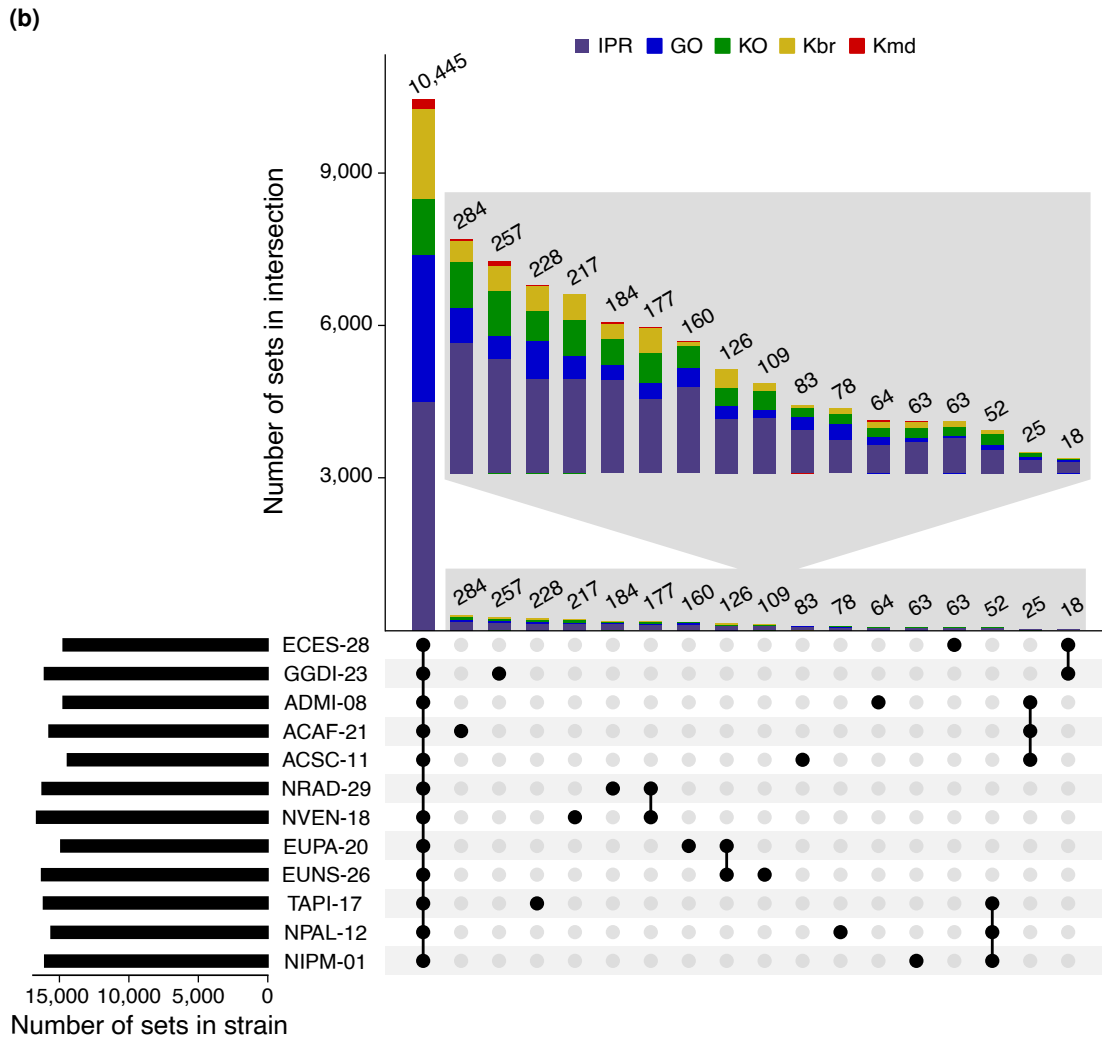 (b)
IPR GO KO Kbr Kmd
10,445
9,000
6,000
3,000
Number of sets in intersection
284 257 228 217 184 177 160 126 109 83 78 64 63 63 52 25 18
284 257 228 217 184 177 160 126 109 83 78 64 63 63 52 25 18
ECES-28
GGDI-23
ADMI-08
ACAF-21
ACSC-11
NRAD-29
NVEN-18
EUPA-20
EUNS-26
TAPI-17
NPAL-12
NIPM-01
15,000 10,000 5,000 0
Number of sets in strain